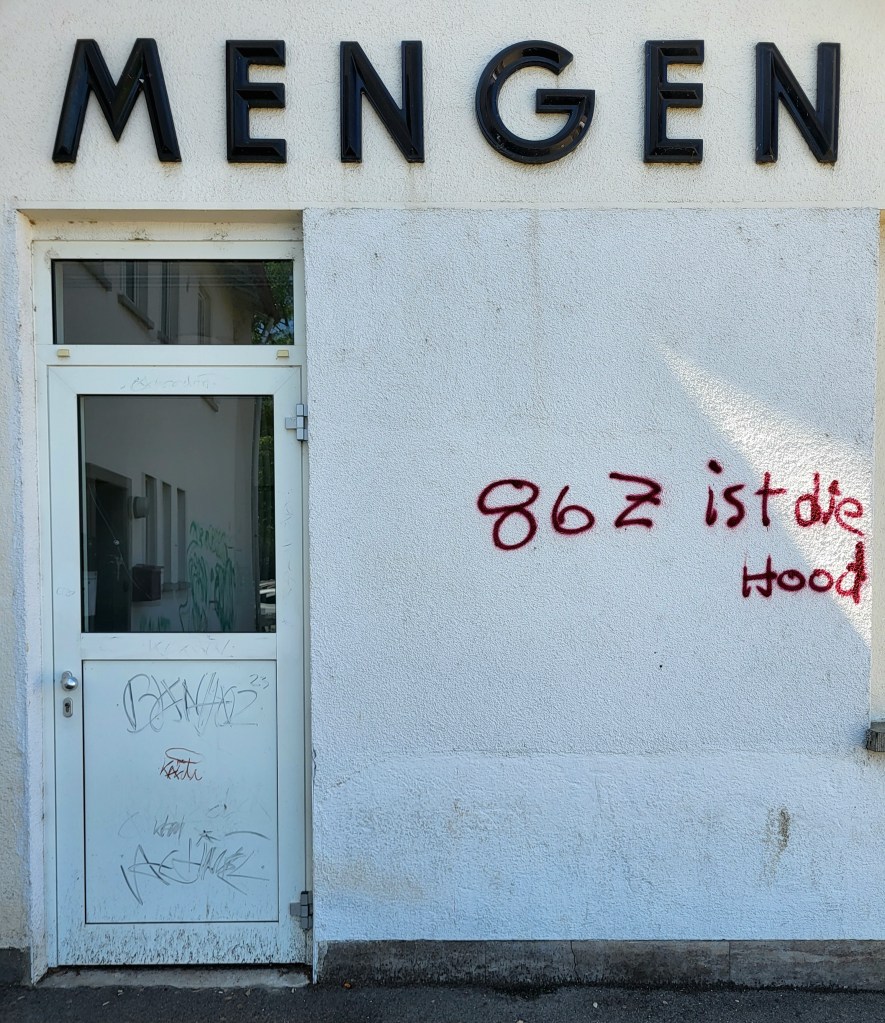 MENGEN
86Z ist die
Hood